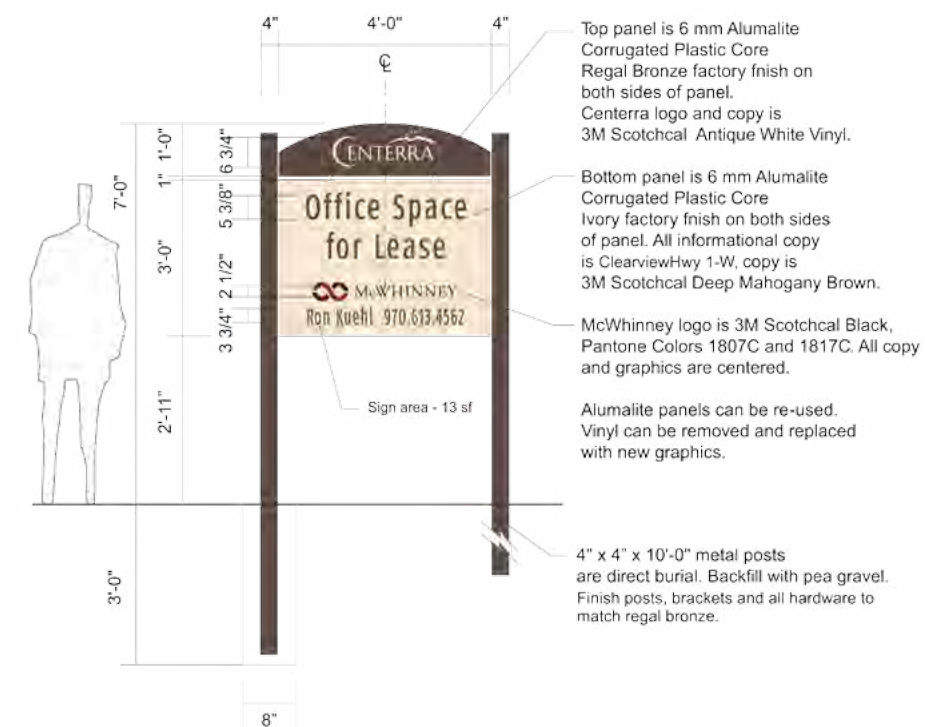 4" 4'-0" 4"
℄
Top panel is 6 mm Alumalite
Corrugated Plastic Core
Regal Bronze factory fnish on
both sides of panel.
Centerra logo and copy is
3M Scotchcal Antique White Vinyl.
Bottom panel is 6 mm Alumalite
Corrugated Plastic Core
Ivory factory fnish on both sides
of panel. All informational copy
is ClearviewHwy 1-W, copy is
3M Scotchcal Deep Mahogany Brown.
McWhinney logo is 3M Scotchcal Black,
Pantone Colors 1807C and 1817C. All copy
and graphics are centered.
Alumalite panels can be re-used.
Vinyl can be removed and replaced
with new graphics.
4" x 4" x 10'-0" metal posts
are direct burial. Backfill with pea gravel.
Finish posts, brackets and all hardware to
match regal bronze.
CENTERRA
Office Space
for Lease
MCWHINNEY
Ron Kuehl 970.613.4562
Sign area - 13 sf
7'-0"
1'-0"
1"
3'-0"
2'-11"
6 3/4"
5 3/8"
2 1/2"
3 3/4"
3'-0"
8"